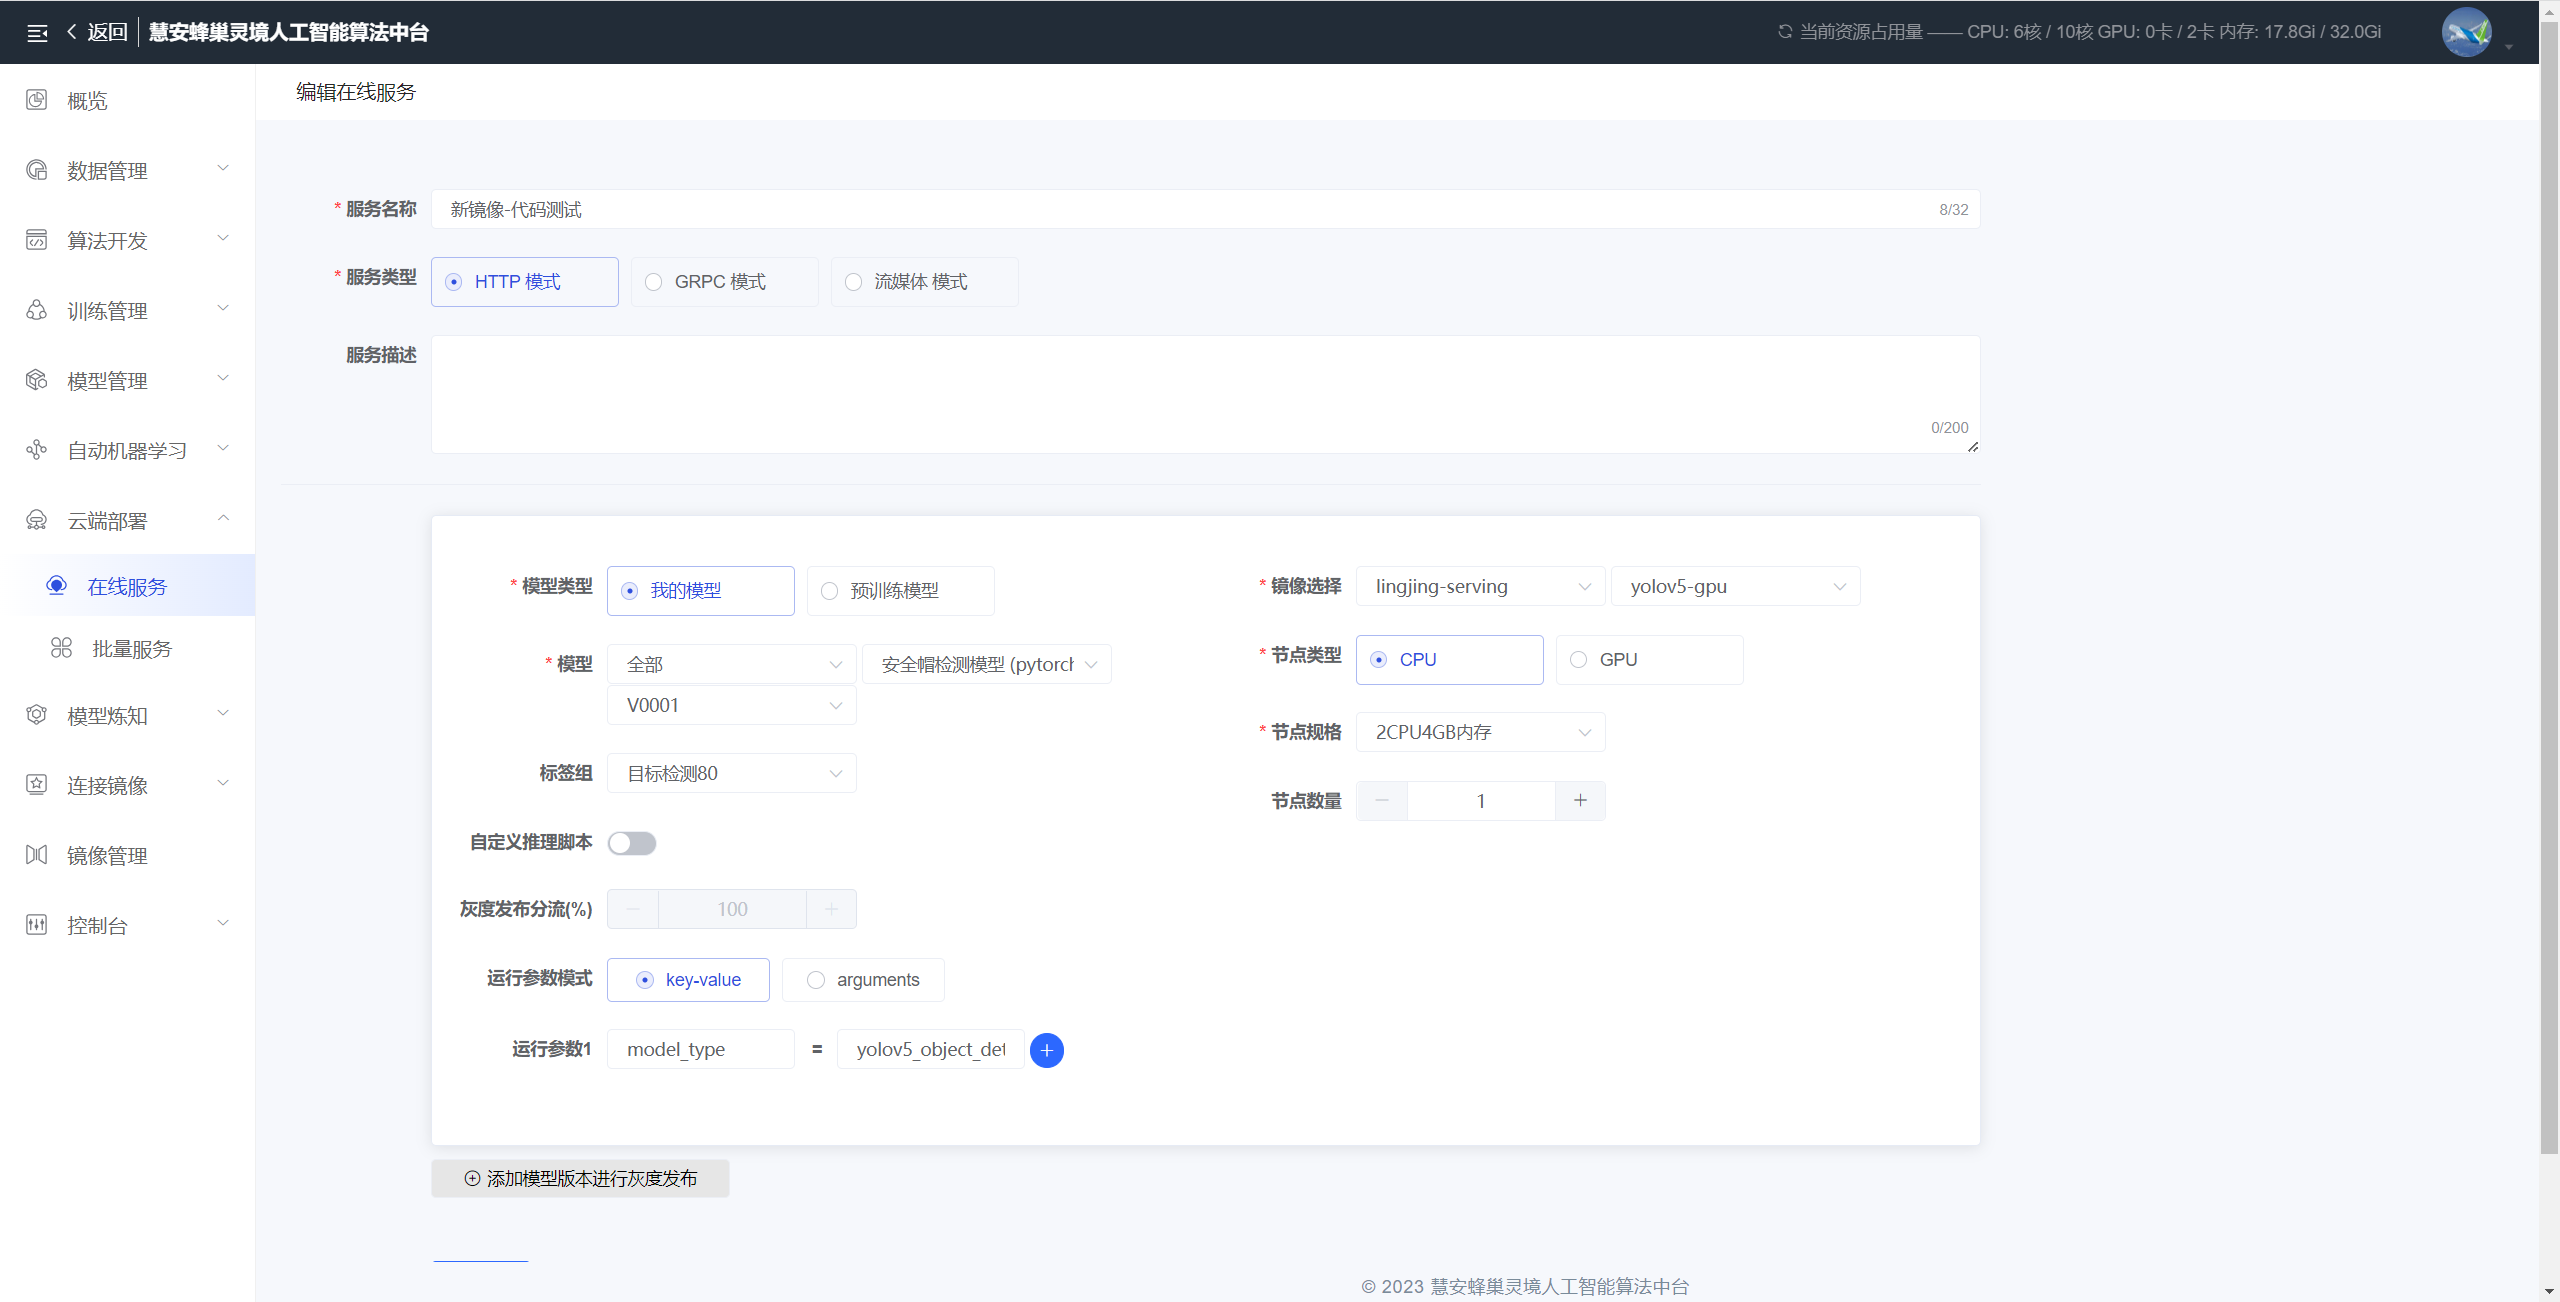 返回 慧安蜂巢灵境人工智能算法中台
当前资源占用量 —— CPU: 6核 / 10核 GPU: 0卡 / 2卡 内存: 17.8Gi / 32.0Gi
概览
数据管理
算法开发
训练管理
模型管理
自动机器学习
云端部署
在线服务
批量服务
模型炼知
连接镜像
镜像管理
控制台
编辑在线服务
* 服务名称 新镜像-代码测试 8/32
* 服务类型 HTTP 模式 GRPC 模式 流媒体 模式
服务描述
0/200
* 模型类型 我的模型 预训练模型
* 模型 全部 安全帽检测模型 (pytorch
V0001
标签组 目标检测80
自定义推理脚本
灰度发布分流(%) 100
运行参数模式 key-value arguments
运行参数1 model_type = yolov5_object_det
* 镜像选择 lingjing-serving yolov5-gpu
* 节点类型 CPU GPU
* 节点规格 2CPU4GB内存
节点数量 1
添加模型版本进行灰度发布
© 2023 慧安蜂巢灵境人工智能算法中台